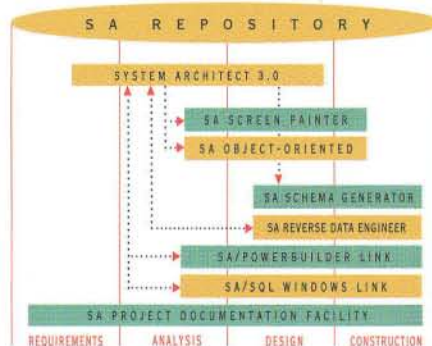 SA REPOSITORY
SYSTEM ARCHITECT 3.0
SA SCREEN PAINTER
SA OBJECT-ORIENTED
SA SCHEMA GENERATOR
SA REVERSE DATA ENGINEER
SA/POWERBUILDER LINK
SA/SQL WINDOWS LINK
SA PROJECT DOCUMENTATION FACILITY
REQUIREMENTS ANALYSIS DESIGN CONSTRUCTION